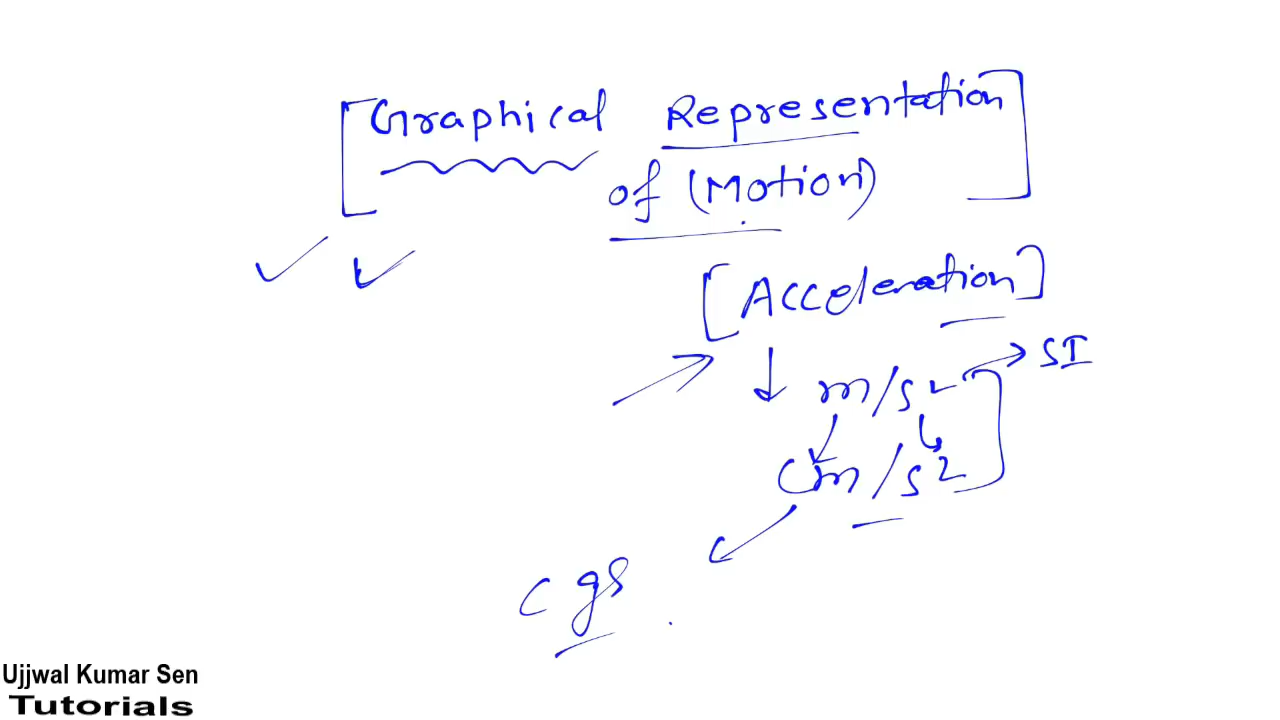 [Graphical Representation
of (Motion)]
[Acceleration]
m/s2 → SI
cm/s2
cgs
Ujjwal Kumar Sen
Tutorials